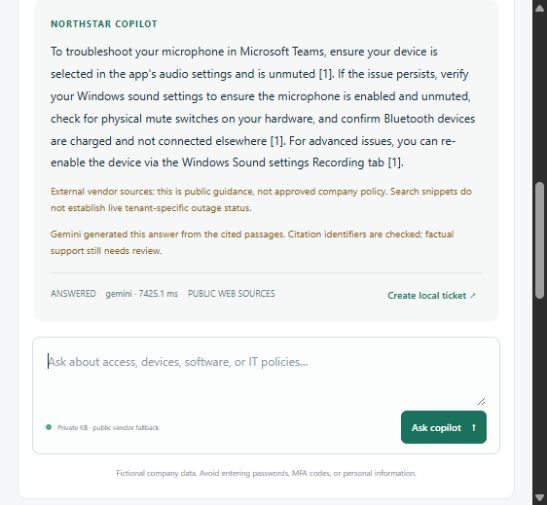 NORTHSTAR COPILOT
To troubleshoot your microphone in Microsoft Teams, ensure your device is
selected in the app's audio settings and is unmuted [1]. If the issue persists, verify
your Windows sound settings to ensure the microphone is enabled and unmuted,
check for physical mute switches on your hardware, and confirm Bluetooth devices
are charged and not connected elsewhere [1]. For advanced issues, you can re-
enable the device via the Windows Sound settings Recording tab [1].
External vendor sources: this is public guidance, not approved company policy. Search snippets do
not establish live tenant-specific outage status.
Gemini generated this answer from the cited passages. Citation identifiers are checked; factual
support still needs review.
ANSWERED gemini · 7425.1 ms PUBLIC WEB SOURCES Create local ticket ↗
Ask about access, devices, software, or IT policies...
Private KB · public vendor fallback Ask copilot ↑
Fictional company data. Avoid entering passwords, MFA codes, or personal information.